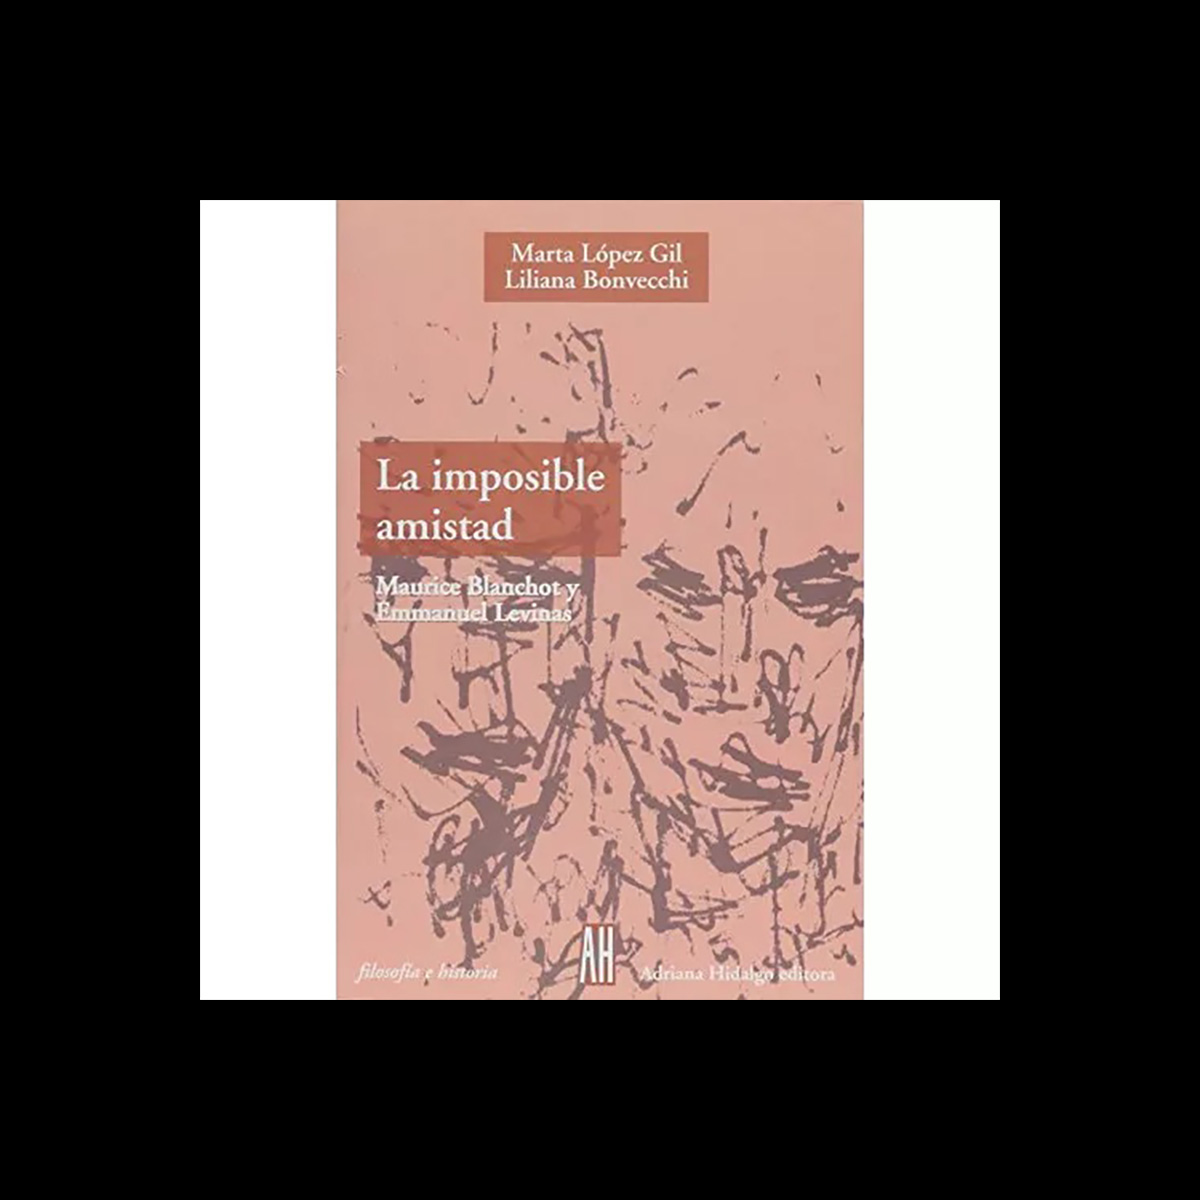 Marta López Gil
Liliana Bonvecchi
La imposible
amistad
Maurice Blanchot y
Emmanuel Levinas
filosofía e historia
AH
Adriana Hidalgo editora